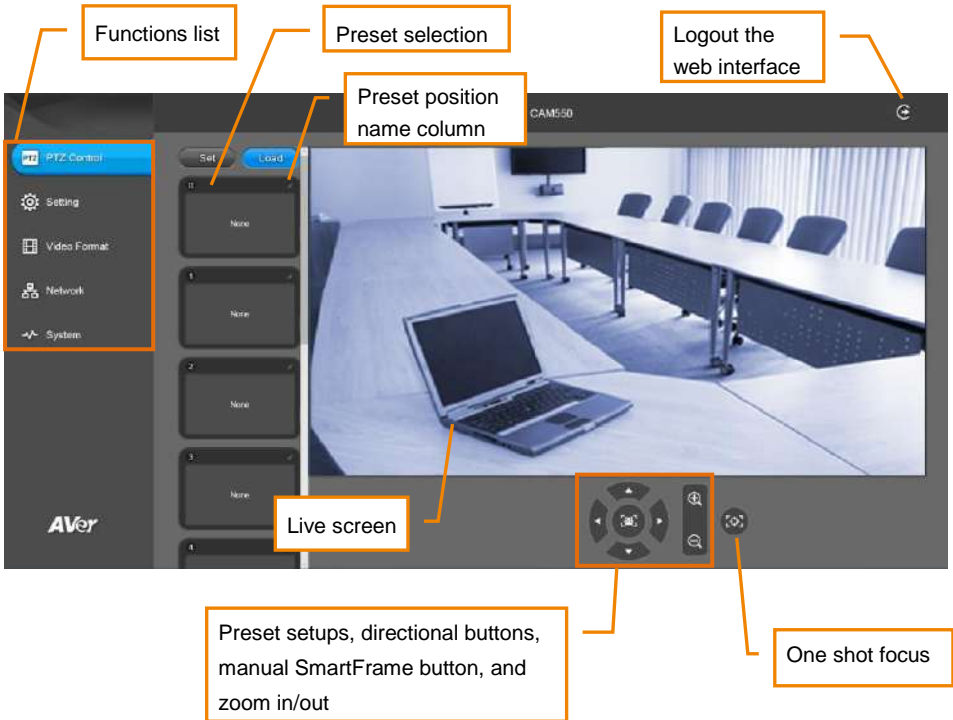 Functions list
Preset selection
Logout the
web interface
Preset position
name column
CAM550
PTZ PTZ Control
Set
Load
Setting
None
Video Format
1
Network
None
System
2
None
3
None
AVer
Live screen
4
Preset setups, directional buttons,
manual SmartFrame button, and
zoom in/out
One shot focus